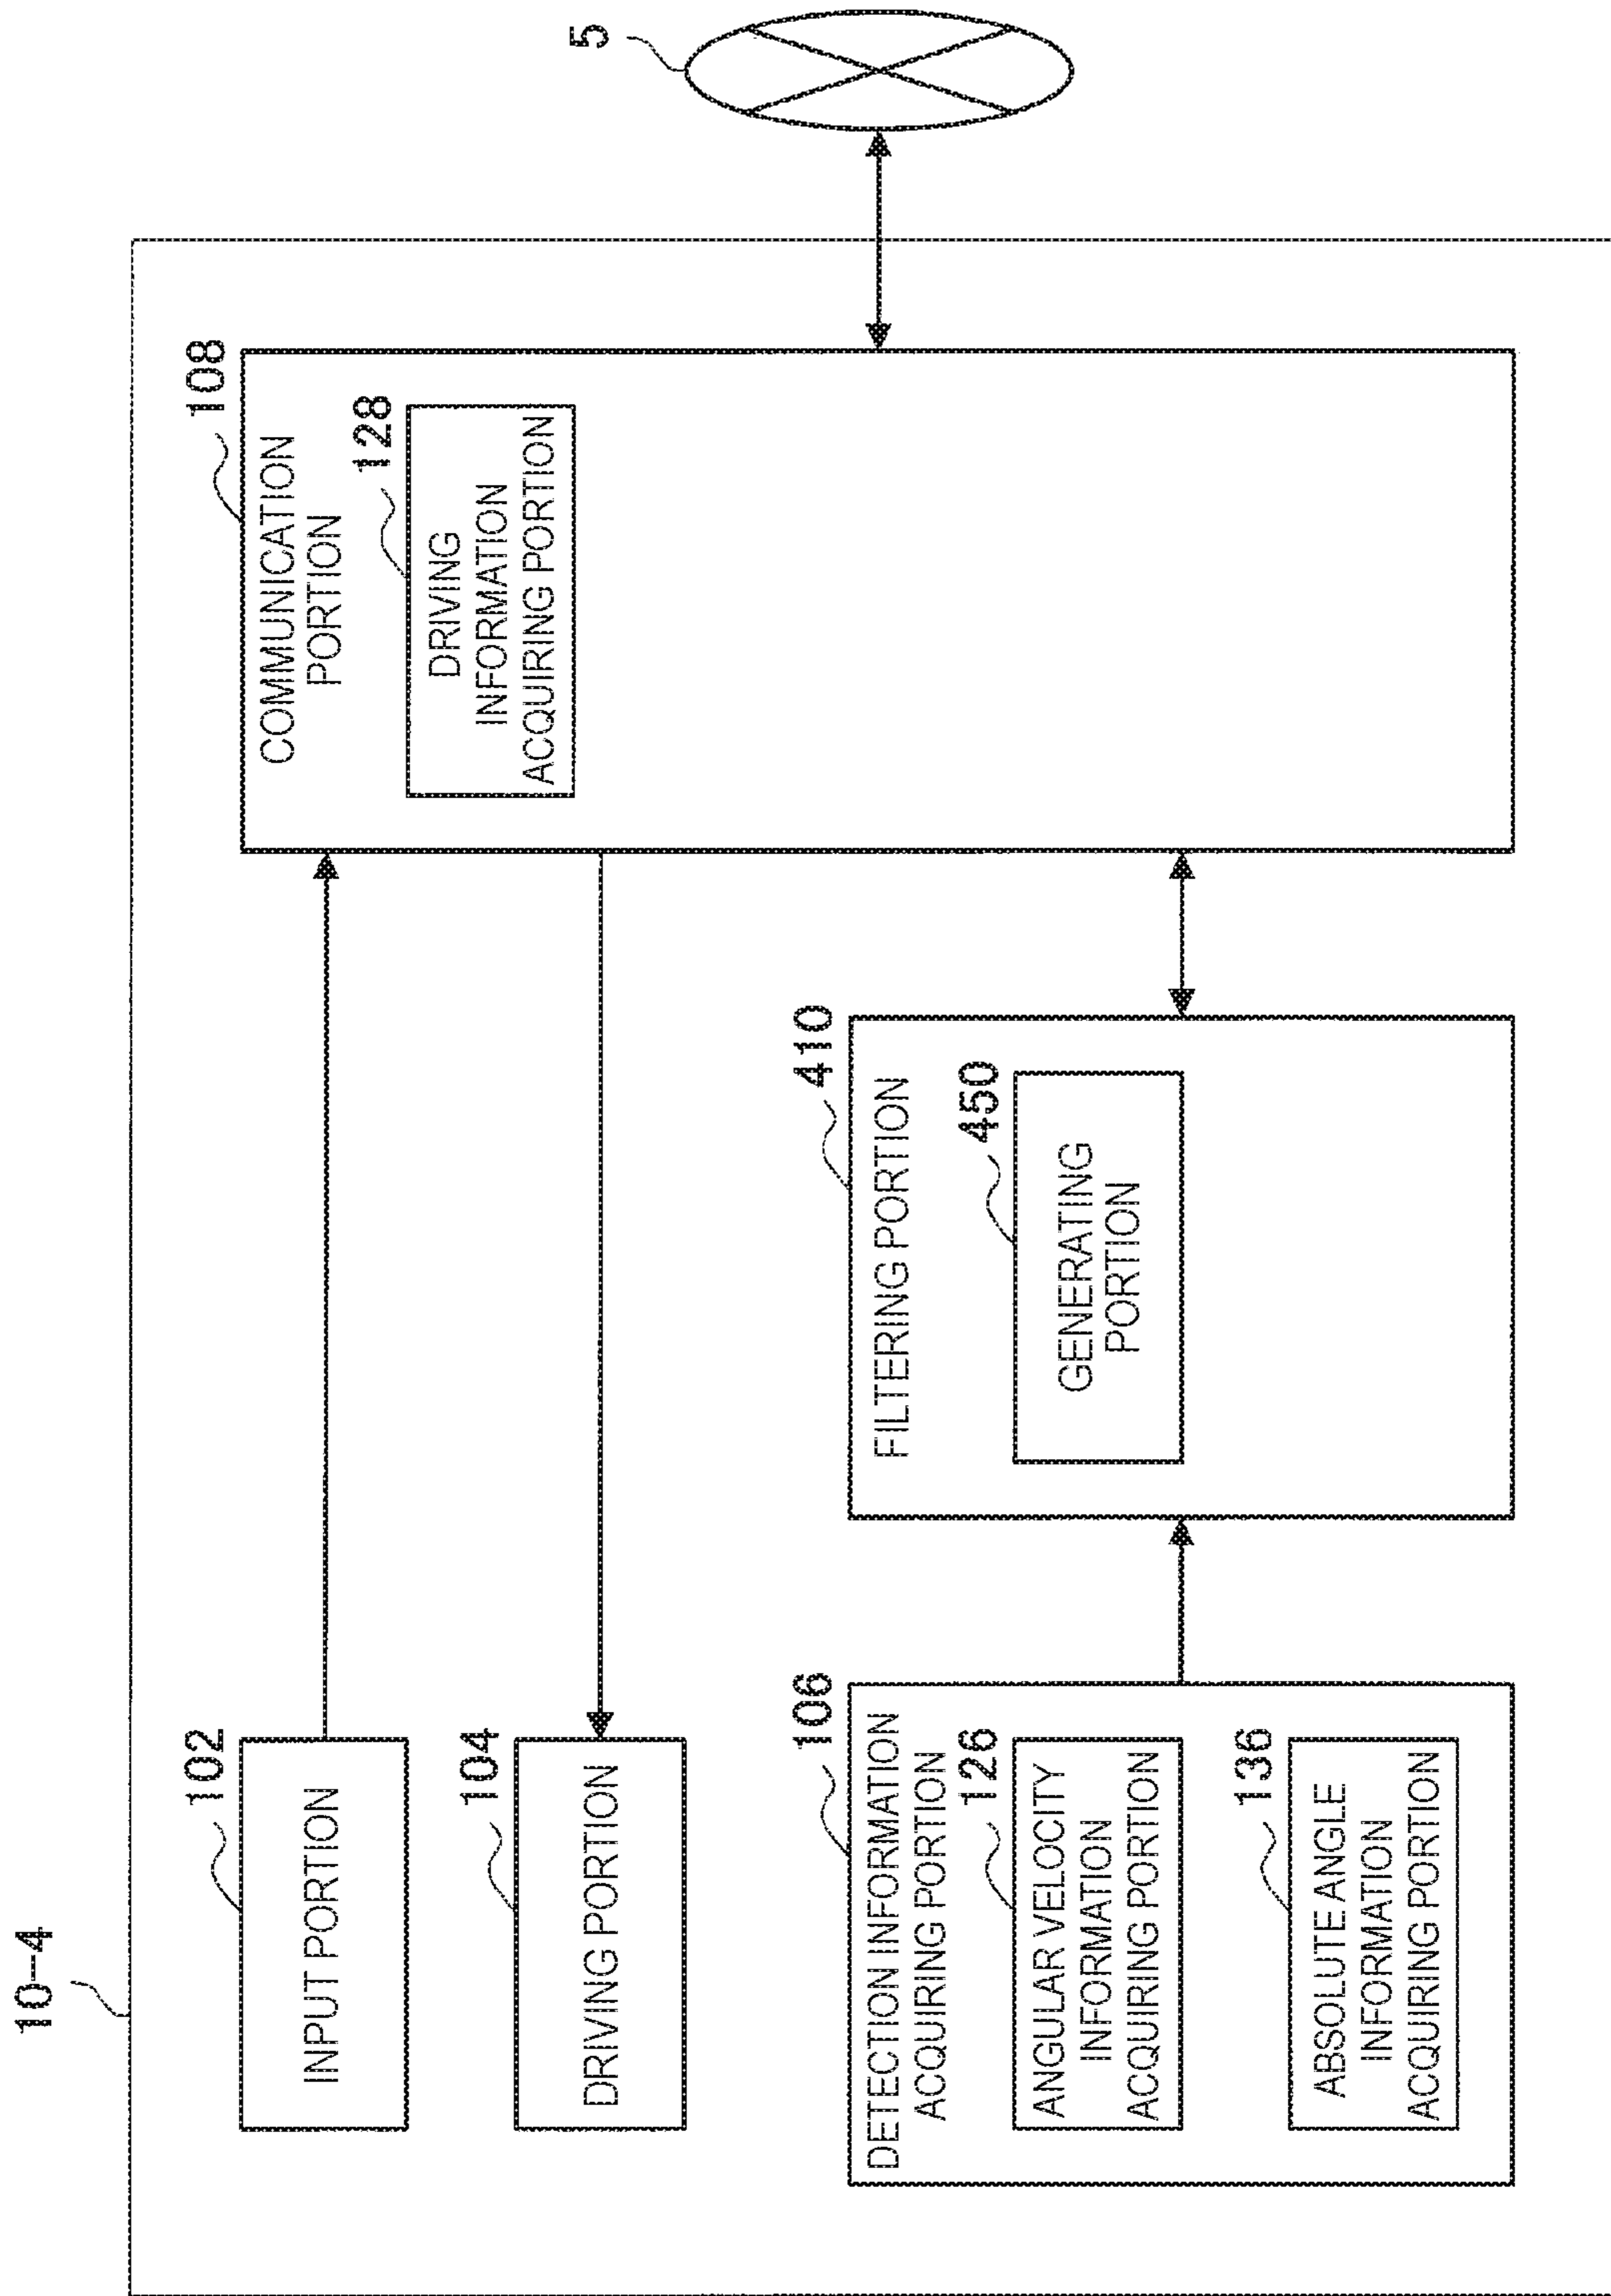 10-4
102
INPUT PORTION
104
DRIVING PORTION
106
DETECTION INFORMATION
ACQUIRING PORTION
126
ANGULAR VELOCITY
INFORMATION
ACQUIRING PORTION
136
ABSOLUTE ANGLE
INFORMATION
ACQUIRING PORTION
410
FILTERING PORTION
450
GENERATING
PORTION
108
COMMUNICATION
PORTION
128
DRIVING
INFORMATION
ACQUIRING PORTION
5